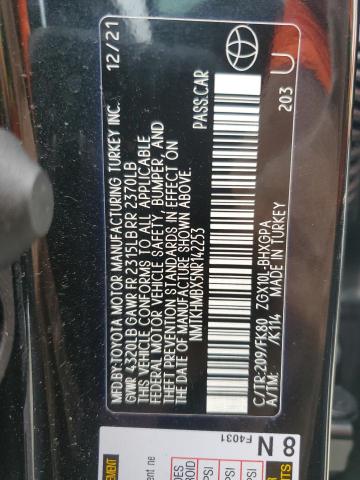 MFD.BY:TOYOTA MOTOR MANUFACTURING TURKEY INC. 12/21
GVWR 4320LB GAWR FR 2315LB RR 2370LB
THIS VEHICLE CONFORMS TO ALL APPLICABLE
FEDERAL MOTOR VEHICLE SAFETY, BUMPER, AND
THEFT PREVENTION STANDARDS IN EFFECT ON
THE DATE OF MANUFACTURE SHOWN ABOVE.
NMTKHMBX5NR142253 PASS.CAR
C/TR:209/FK80 ZGX10L-BHXGPA
A/TM: /K114 MADE IN TURKEY 203
F4031
8 N